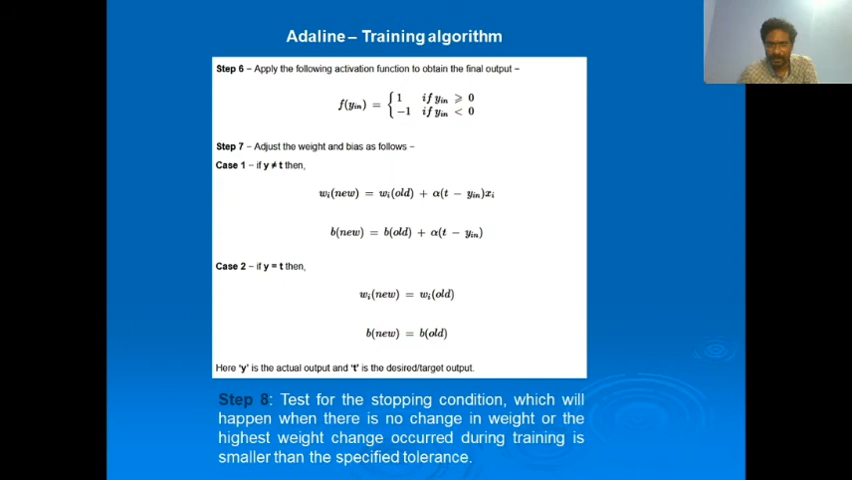 Adaline – Training algorithm
Step 6 – Apply the following activation function to obtain the final output –
f(yin) = { 1 if yin ⩾ 0
−1 if yin < 0
Step 7 – Adjust the weight and bias as follows –
Case 1 – if y ≠ t then,
wi(new) = wi(old) + α(t − yin)xi
b(new) = b(old) + α(t − yin)
Case 2 – if y = t then,
wi(new) = wi(old)
b(new) = b(old)
Here ‘y’ is the actual output and ‘t’ is the desired/target output.
Step 8: Test for the stopping condition, which will
happen when there is no change in weight or the
highest weight change occurred during training is
smaller than the specified tolerance.